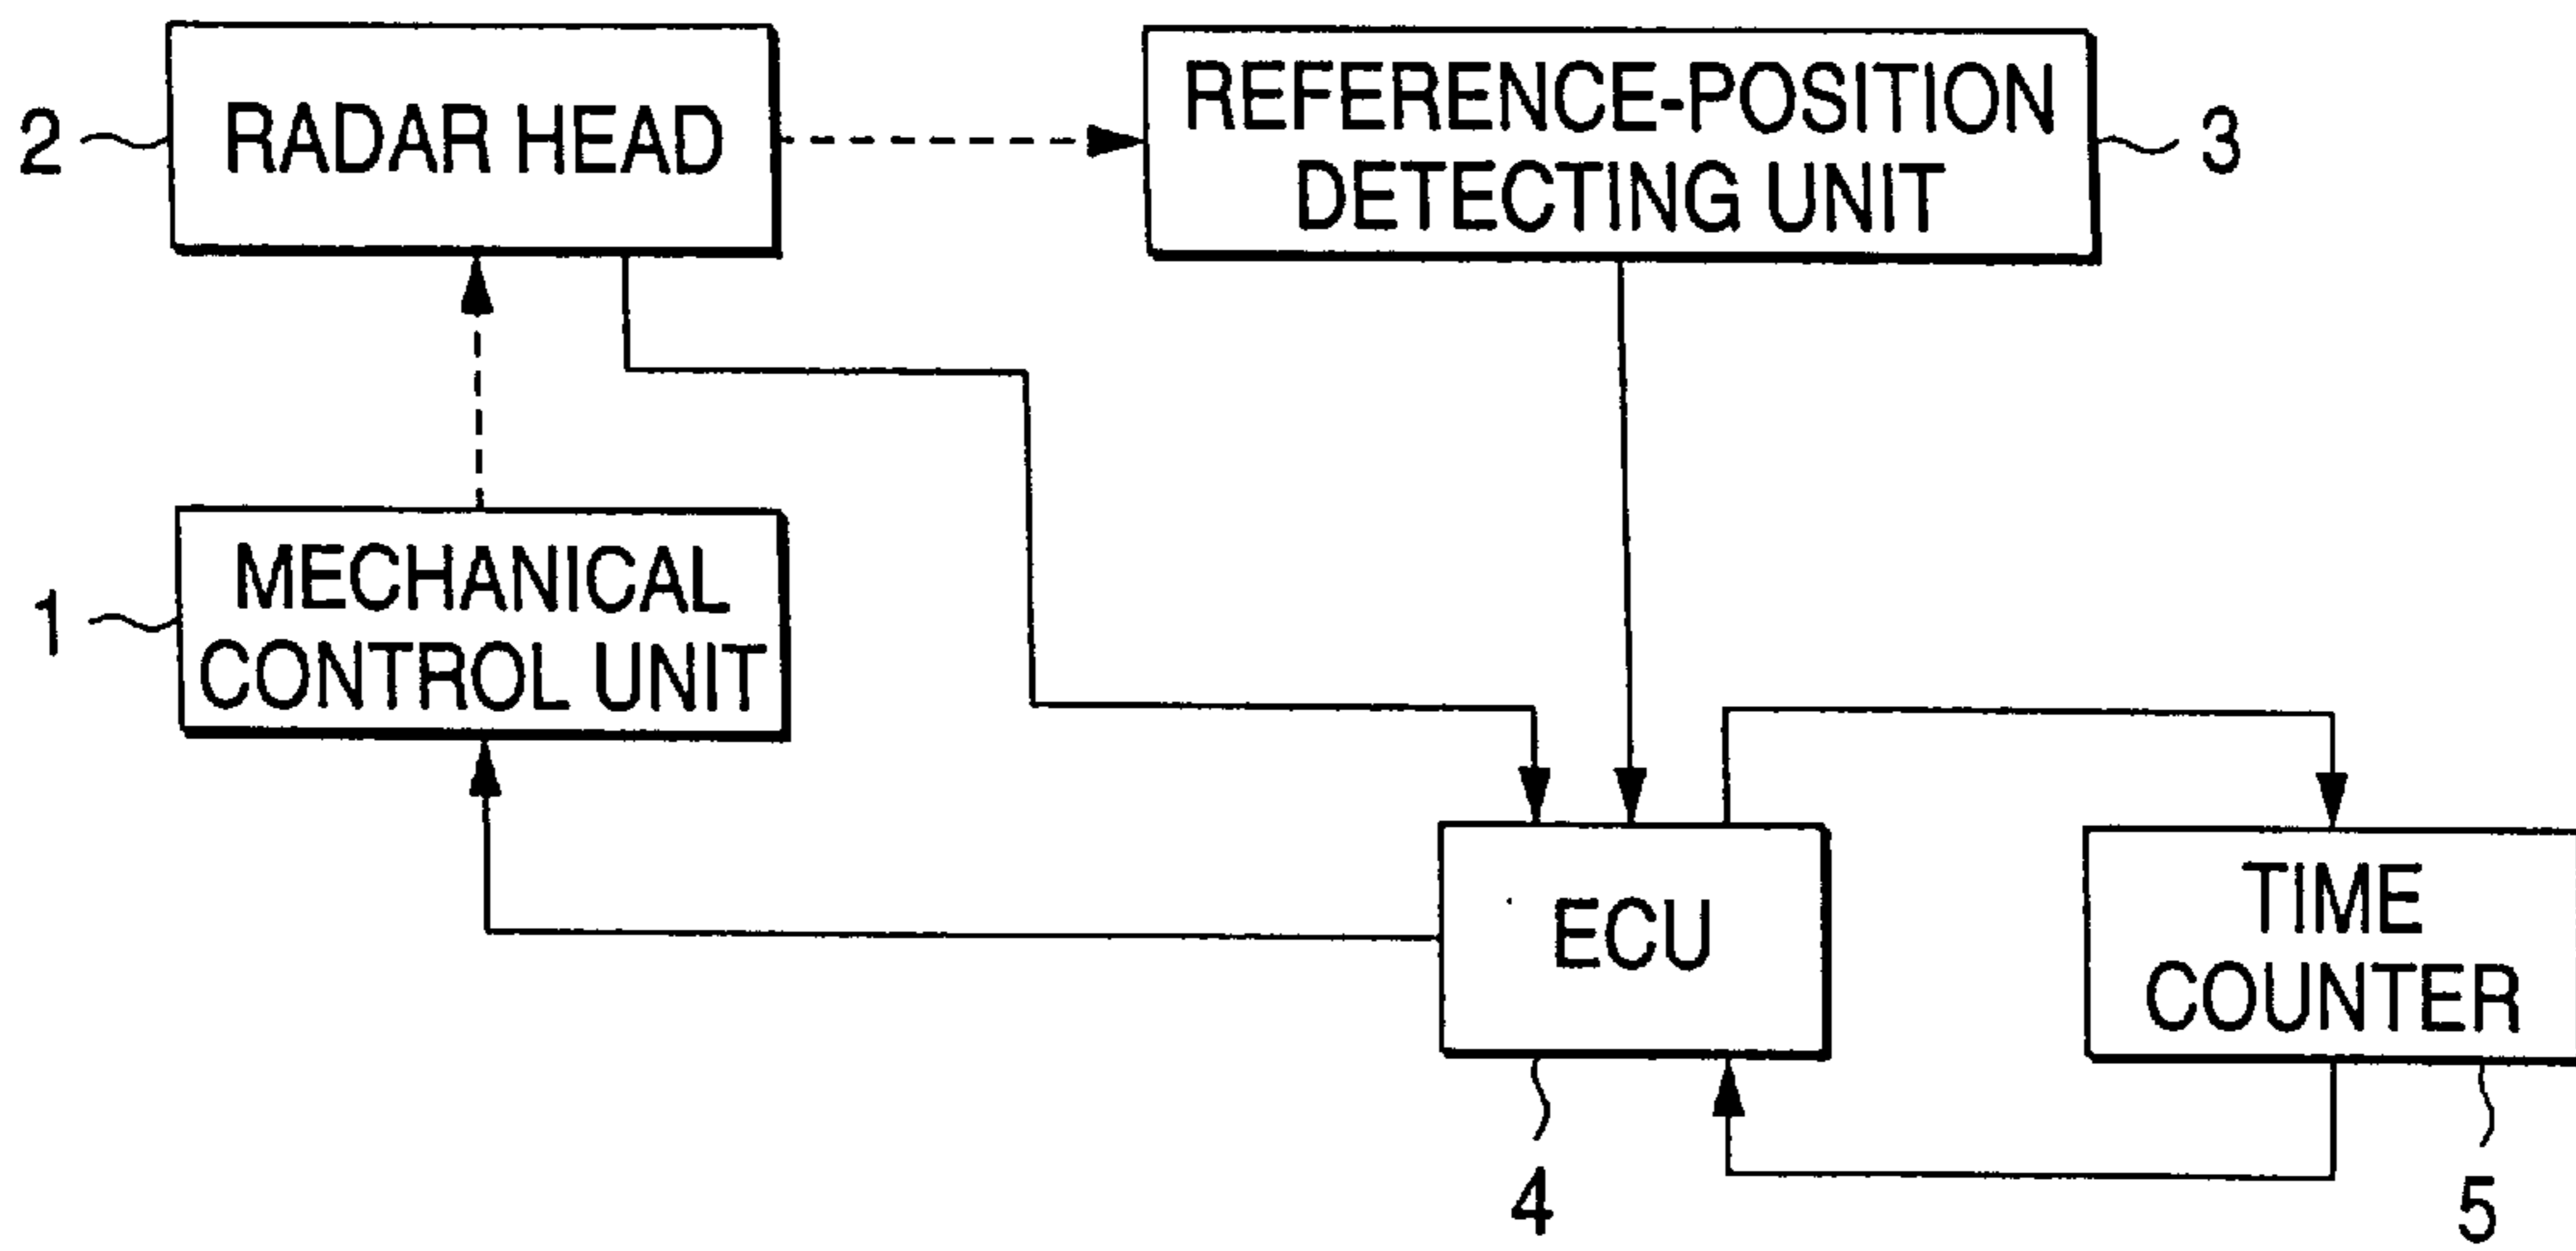 2
RADAR HEAD
REFERENCE-POSITION
DETECTING UNIT
3
1
MECHANICAL
CONTROL UNIT
ECU
TIME
COUNTER
4
5